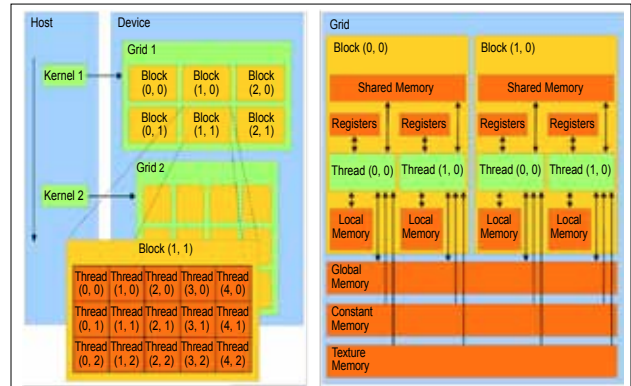 Host
Device
Grid 1
Kernel 1
Block
(0, 0)
Block
(1, 0)
Block
(2, 0)
Block
(0, 1)
Block
(1, 1)
Block
(2, 1)
Grid 2
Kernel 2
Block (1, 1)
Thread
(0, 0)
Thread
(1, 0)
Thread
(2, 0)
Thread
(3, 0)
Thread
(4, 0)
Thread
(0, 1)
Thread
(1, 1)
Thread
(2, 1)
Thread
(3, 1)
Thread
(4, 1)
Thread
(0, 2)
Thread
(1, 2)
Thread
(2, 2)
Thread
(3, 2)
Thread
(4, 2)
Grid
Block (0, 0)
Block (1, 0)
Shared Memory
Shared Memory
Registers
Registers
Registers
Registers
Thread (0, 0)
Thread (1, 0)
Thread (0, 0)
Thread (1, 0)
Local
Memory
Local
Memory
Local
Memory
Local
Memory
Global
Memory
Constant
Memory
Texture
Memory